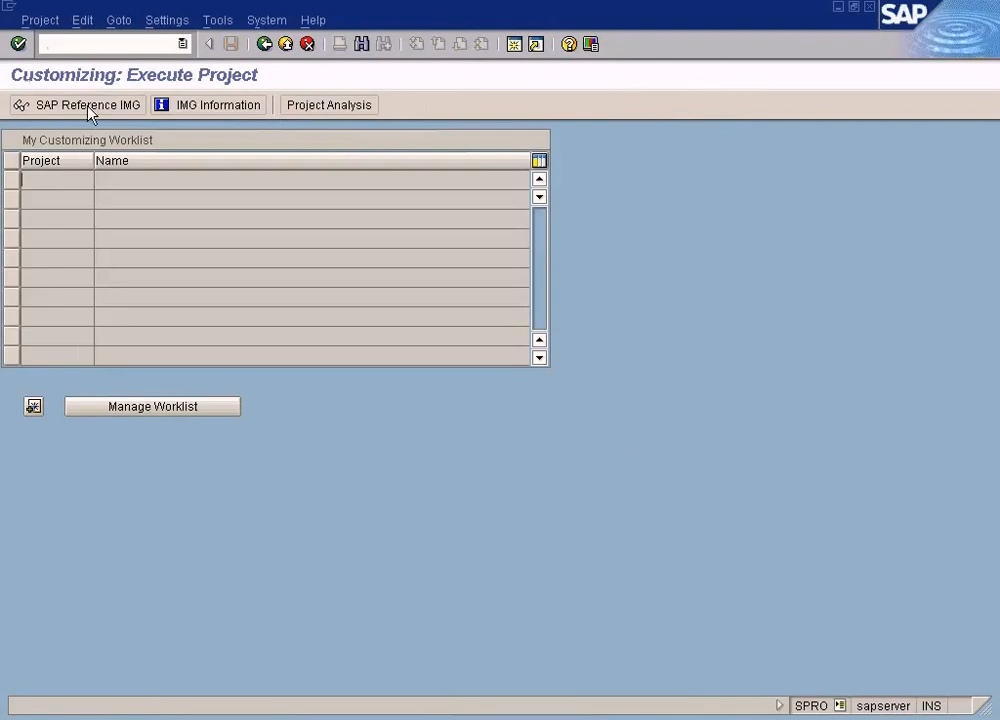 Project Edit Goto Settings Tools System Help
SAP
Customizing: Execute Project
SAP Reference IMG IMG Information Project Analysis
My Customizing Worklist
Project Name
Manage Worklist
SPRO sapserver INS